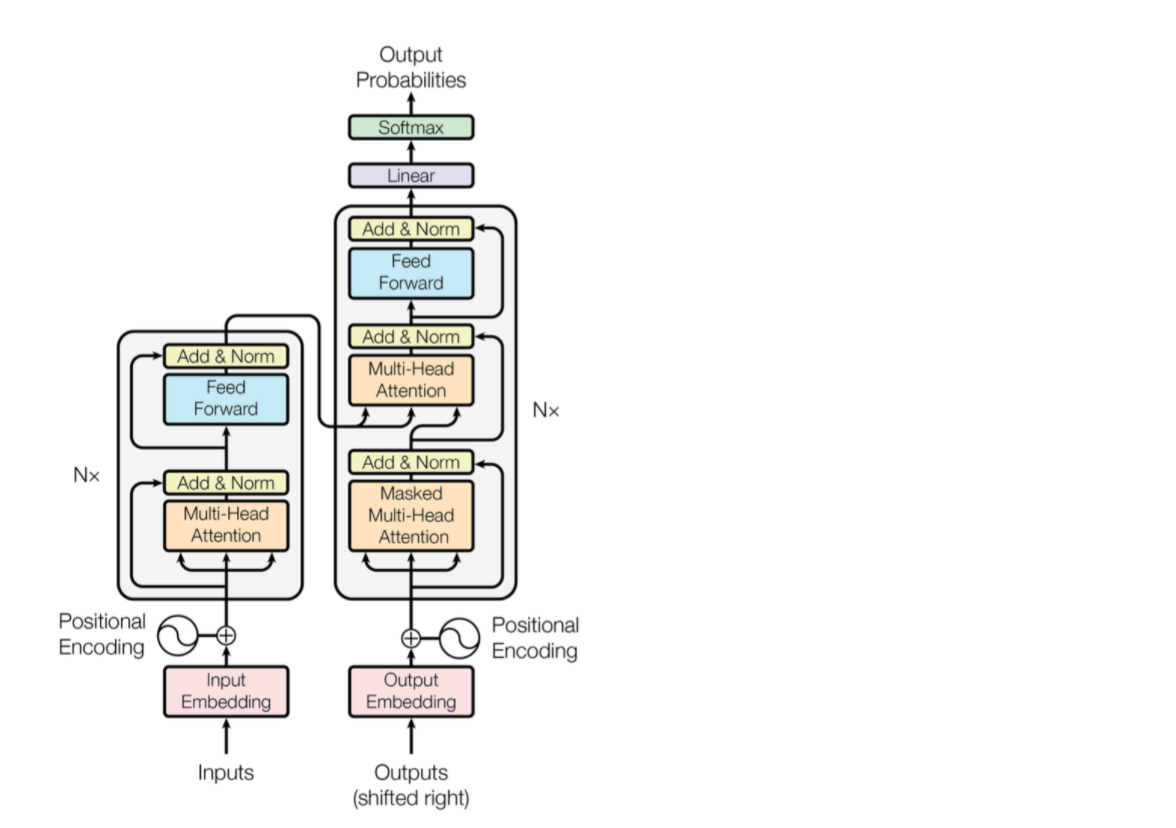 Output
Probabilities
Softmax
Linear
Add & Norm
Feed
Forward
Add & Norm
Multi-Head
Attention
Add & Norm
Masked
Multi-Head
Attention
N×
Add & Norm
Feed
Forward
Add & Norm
Multi-Head
Attention
N×
Positional
Encoding
Positional
Encoding
Input
Embedding
Output
Embedding
Inputs
Outputs
(shifted right)